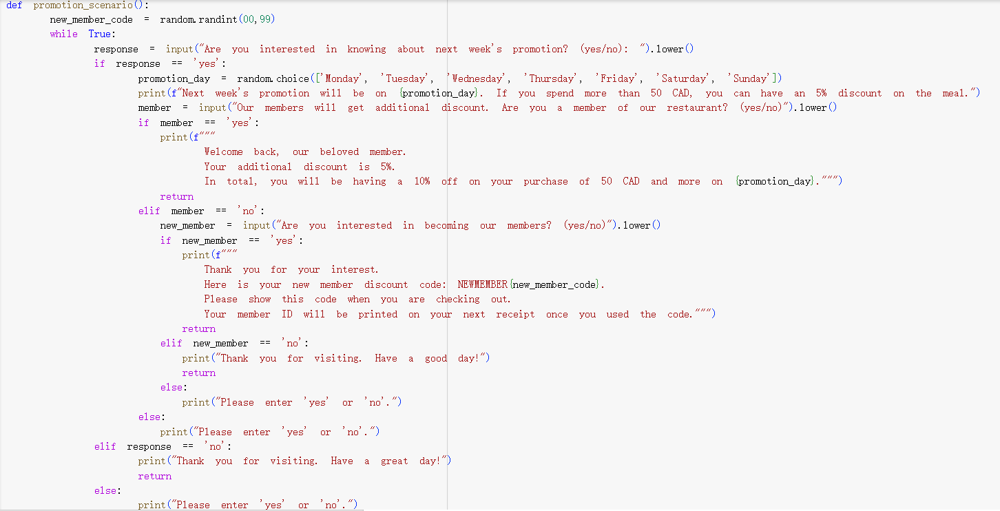 def promotion_scenario():
new_member_code = random.randint(00,99)
while True:
response = input("Are you interested in knowing about next week's promotion? (yes/no): ").lower()
if response == 'yes':
promotion_day = random.choice(['Monday', 'Tuesday', 'Wednesday', 'Thursday', 'Friday', 'Saturday', 'Sunday'])
print(f"Next week's promotion will be on {promotion_day}. If you spend more than 50 CAD, you can have an 5% discount on the meal.")
member = input("Our members will get additional discount. Are you a member of our restaurant? (yes/no)").lower()
if member == 'yes':
print(f"""
Welcome back, our beloved member.
Your additional discount is 5%.
In total, you will be having a 10% off on your purchase of 50 CAD and more on {promotion_day}.""")
return
elif member == 'no':
new_member = input("Are you interested in becoming our members? (yes/no)").lower()
if new_member == 'yes':
print(f"""
Thank you for your interest.
Here is your new member discount code: NEWMEMBER{new_member_code}.
Please show this code when you are checking out.
Your member ID will be printed on your next receipt once you used the code.""")
return
elif new_member == 'no':
print("Thank you for visiting. Have a good day!")
return
else:
print("Please enter 'yes' or 'no'.")
else:
print("Please enter 'yes' or 'no'.")
elif response == 'no':
print("Thank you for visiting. Have a great day!")
return
else:
print("Please enter 'yes' or 'no'.")